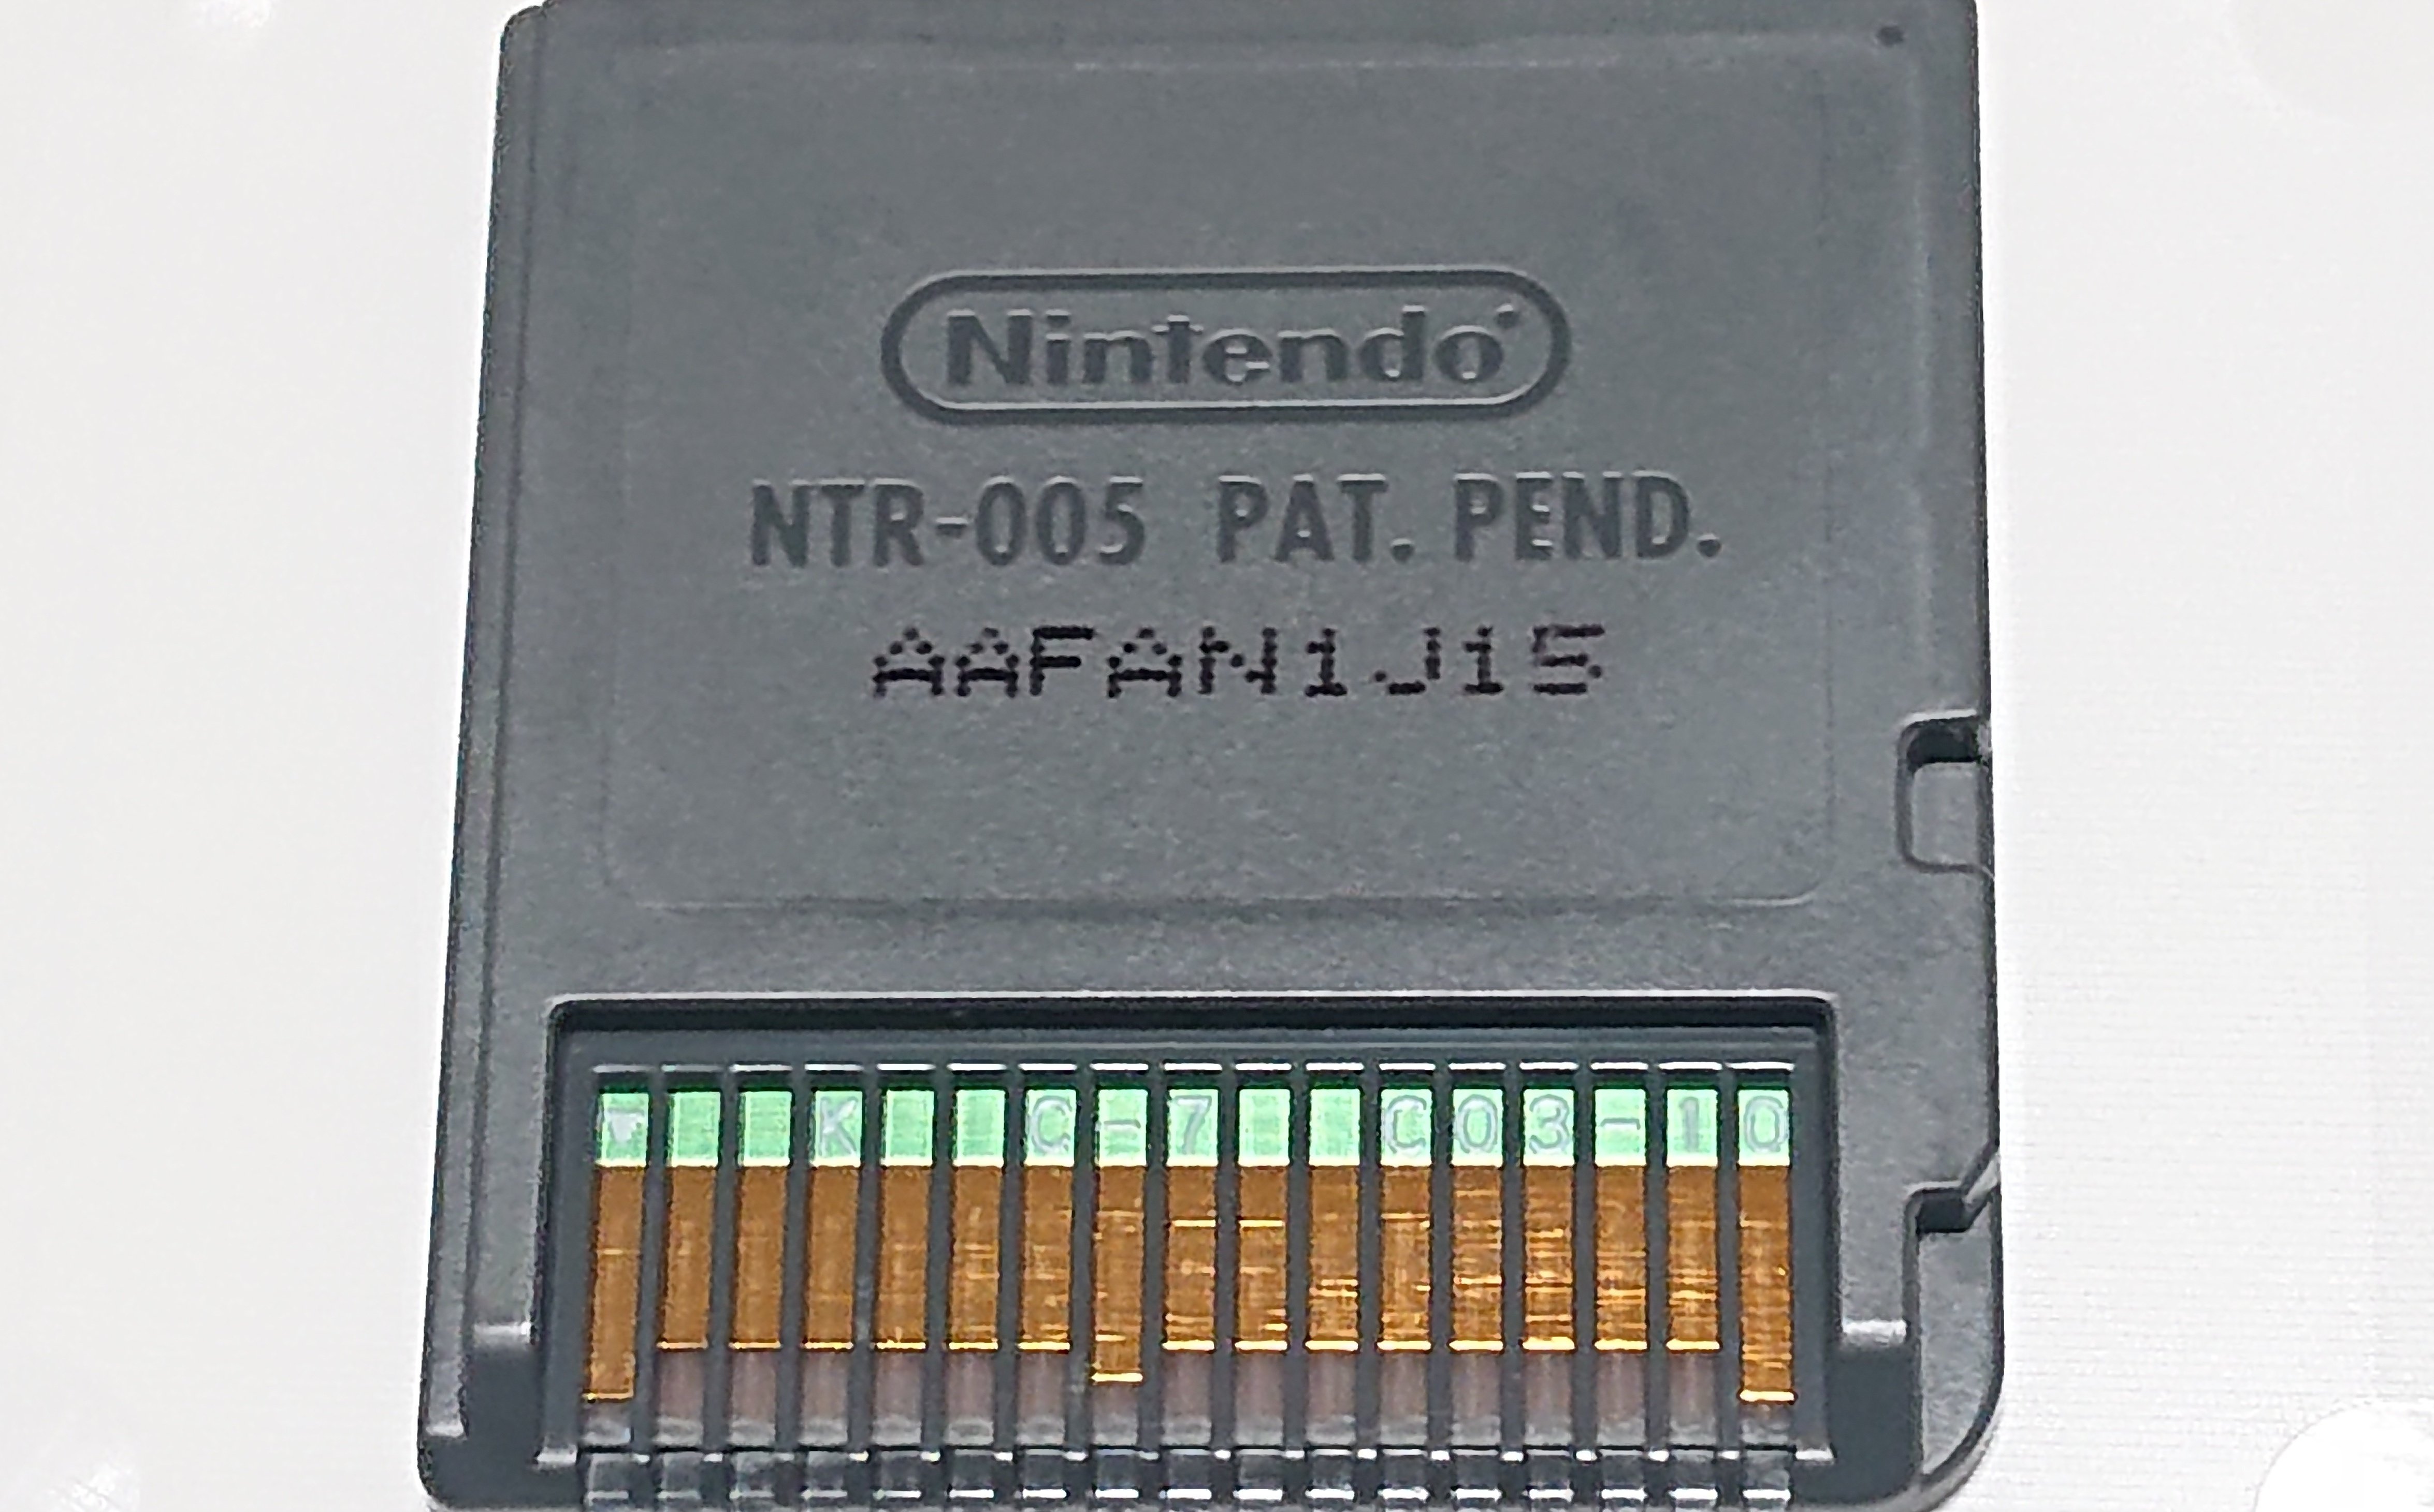 Nintendo
NTR-005 PAT. PEND.
AAFAN1J15
▼ K C-7 C03-10